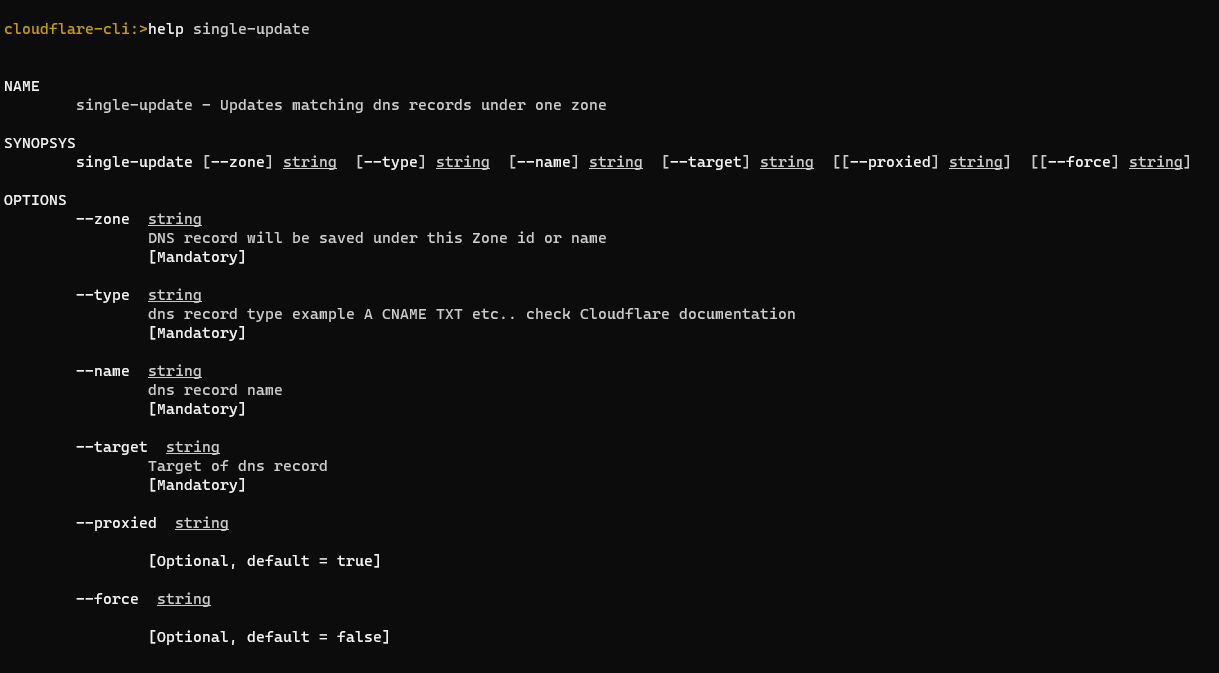 cloudflare-cli:>help single-update
NAME
single-update - Updates matching dns records under one zone
SYNOPSYS
single-update [--zone] string  [--type] string  [--name] string  [--target] string  [[--proxied] string]  [[--force] string]
OPTIONS
--zone  string
DNS record will be saved under this Zone id or name
[Mandatory]
--type  string
dns record type example A CNAME TXT etc.. check Cloudflare documentation
[Mandatory]
--name  string
dns record name
[Mandatory]
--target  string
Target of dns record
[Mandatory]
--proxied  string
[Optional, default = true]
--force  string
[Optional, default = false]